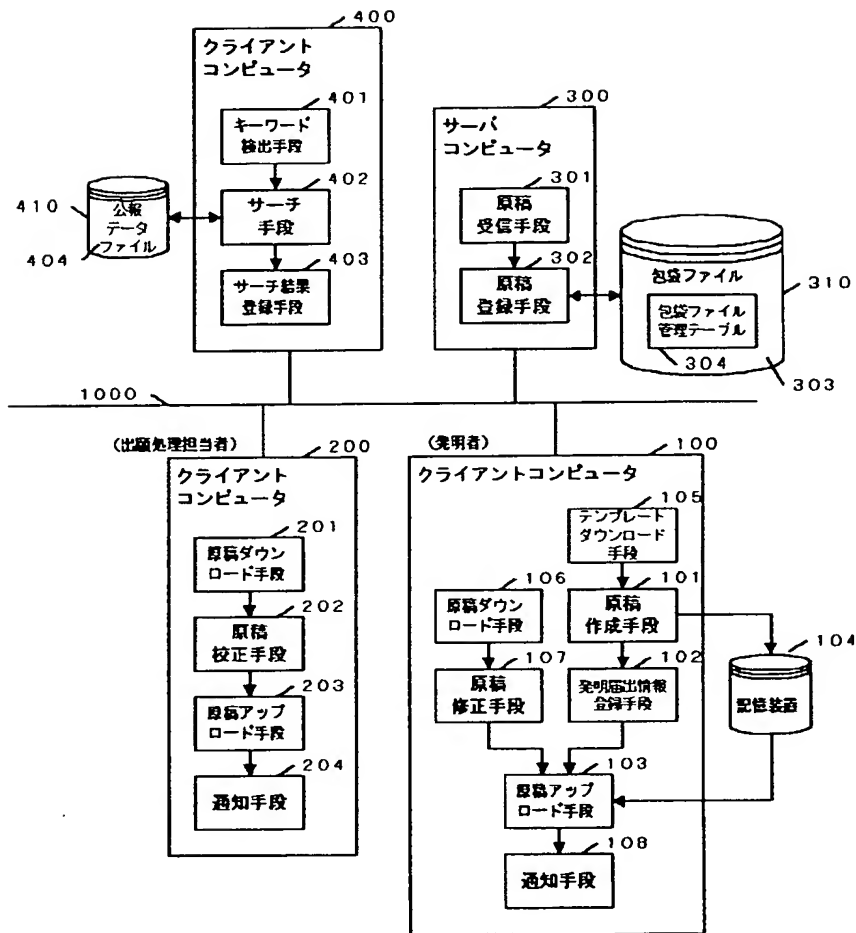 400
クライアント
コンピュータ
401
キーワード
検出手段
402
サーチ
手段
403
サーチ結果
登録手段
410
公報
データ
ファイル
404
300
サーバ
コンピュータ
301
原稿
受信手段
302
原稿
登録手段
包袋ファイル
310
包袋ファイル
管理テーブル
304
303
1000
(出願処理担当者)
200
クライアント
コンピュータ
201
原稿ダウン
ロード手段
202
原稿
校正手段
203
原稿アップ
ロード手段
204
通知手段
(発明者)
100
クライアントコンピュータ
105
テンプレート
ダウンロード
手段
106
原稿ダウン
ロード手段
101
原稿
作成手段
107
原稿
修正手段
102
発明届出情報
登録手段
104
記憶装置
103
原稿アップ
ロード手段
108
通知手段